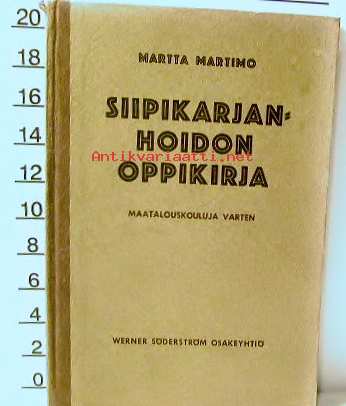 20
18
16
14
12
10
8
6
4
2
0
MARTTA MARTIMO
SIIPIKARJAN-
HOIDON
Antikvariaatti.net
OPPIKIRJA
MAATALOUSKOULUJA VARTEN
WERNER SÖDERSTRÖM OSAKEYHTIÖ